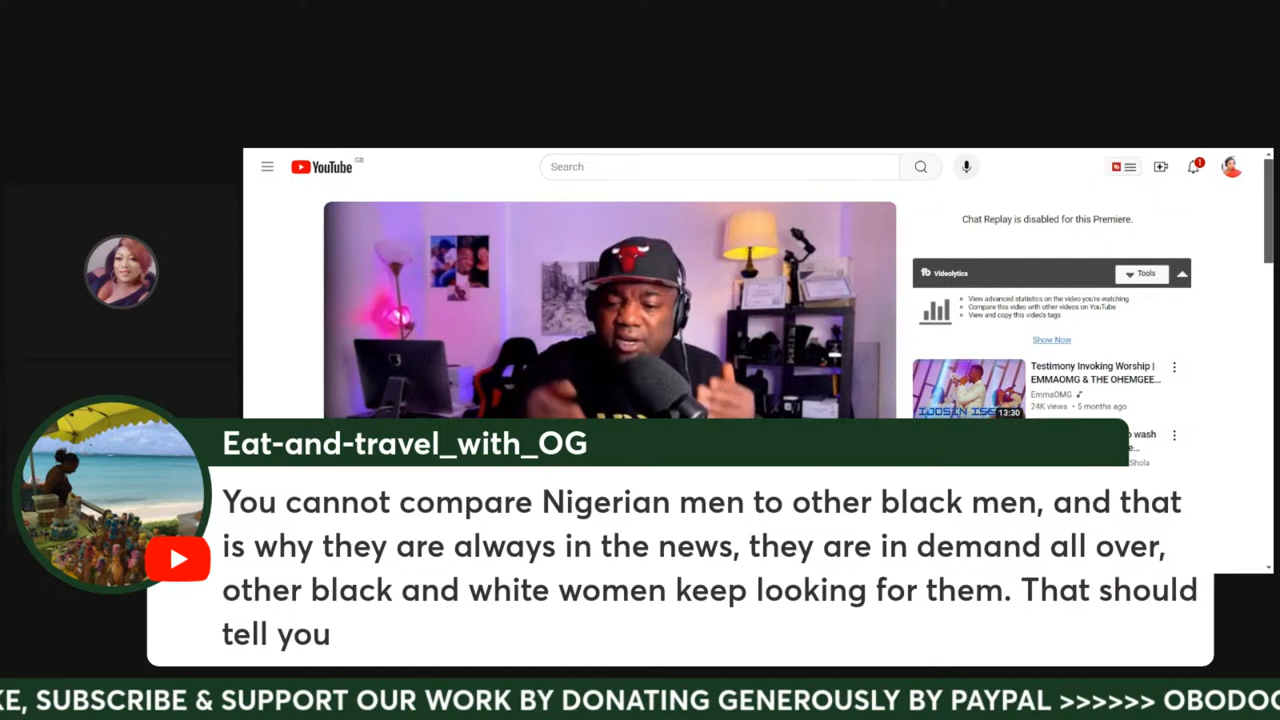 YouTube GB
Search
1
Chat Replay is disabled for this Premiere.
Videolytics
Tools
View advanced statistics on the video you're watching
Compare this video with other videos on YouTube
View and copy this video's tags
Show Now
Testimony Invoking Worship |
EMMAOMG & THE OHEMGEE...
EmmaOMG
24K views • 5 months ago
IJOSIN ISE
13:30
wash
Shola
Eat-and-travel_with_OG
You cannot compare Nigerian men to other black men, and that
is why they are always in the news, they are in demand all over,
other black and white women keep looking for them. That should
tell you
KE, SUBSCRIBE & SUPPORT OUR WORK BY DONATING GENEROUSLY BY PAYPAL >>>>>> OBODO